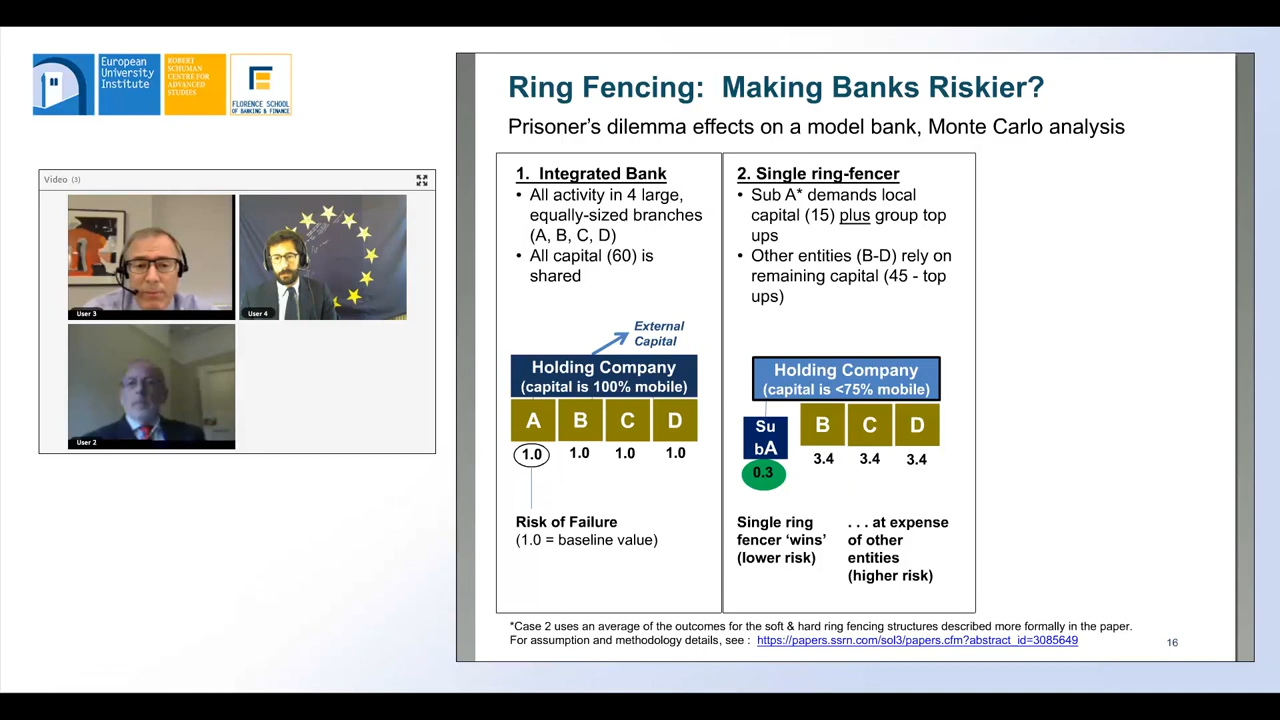 European
University
Institute
ROBERT
SCHUMAN
CENTRE FOR
ADVANCED
STUDIES
FLORENCE SCHOOL
OF BANKING & FINANCE
Video (3)
User 3
User 4
User 2
Ring Fencing: Making Banks Riskier?
Prisoner's dilemma effects on a model bank, Monte Carlo analysis
1. Integrated Bank
• All activity in 4 large,
equally-sized branches
(A, B, C, D)
• All capital (60) is
shared
External
Capital
Holding Company
(capital is 100% mobile)
A B C D
1.0 1.0 1.0 1.0
Risk of Failure
(1.0 = baseline value)
2. Single ring-fencer
• Sub A* demands local
capital (15) plus group top
ups
• Other entities (B-D) rely on
remaining capital (45 - top
ups)
Holding Company
(capital is <75% mobile)
Su
bA
B C D
0.3
3.4 3.4 3.4
Single ring
fencer ‘wins’
(lower risk)
. . . at expense
of other
entities
(higher risk)
*Case 2 uses an average of the outcomes for the soft & hard ring fencing structures described more formally in the paper.
For assumption and methodology details, see : https://papers.ssrn.com/sol3/papers.cfm?abstract_id=3085649
16